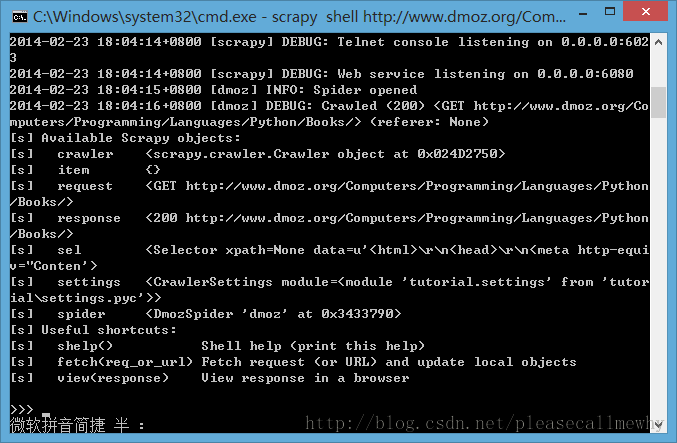 C:\Windows\system32\cmd.exe - scrapy  shell http://www.dmoz.org/Com...
2014-02-23 18:04:14+0800 [scrapy] DEBUG: Telnet console listening on 0.0.0.0:602
3
2014-02-23 18:04:14+0800 [scrapy] DEBUG: Web service listening on 0.0.0.0:6080
2014-02-23 18:04:15+0800 [dmoz] INFO: Spider opened
2014-02-23 18:04:16+0800 [dmoz] DEBUG: Crawled (200) <GET http://www.dmoz.org/Co
mputers/Programming/Languages/Python/Books/> (referer: None)
[s] Available Scrapy objects:
[s]   crawler    <scrapy.crawler.Crawler object at 0x024D2750>
[s]   item       {}
[s]   request    <GET http://www.dmoz.org/Computers/Programming/Languages/Python
/Books/>
[s]   response   <200 http://www.dmoz.org/Computers/Programming/Languages/Python
/Books/>
[s]   sel        <Selector xpath=None data=u'<html>\r\n<head>\r\n<meta http-equi
v="Conten'>
[s]   settings   <CrawlerSettings module=<module 'tutorial.settings' from 'tutor
ial\settings.pyc'>>
[s]   spider     <DmozSpider 'dmoz' at 0x3433790>
[s] Useful shortcuts:
[s]   shelp()           Shell help (print this help)
[s]   fetch(req_or_url) Fetch request (or URL) and update local objects
[s]   view(response)    View response in a browser
>>>
微软拼音简捷 半 :
http://blog.csdn.net/pleasecallmewhy